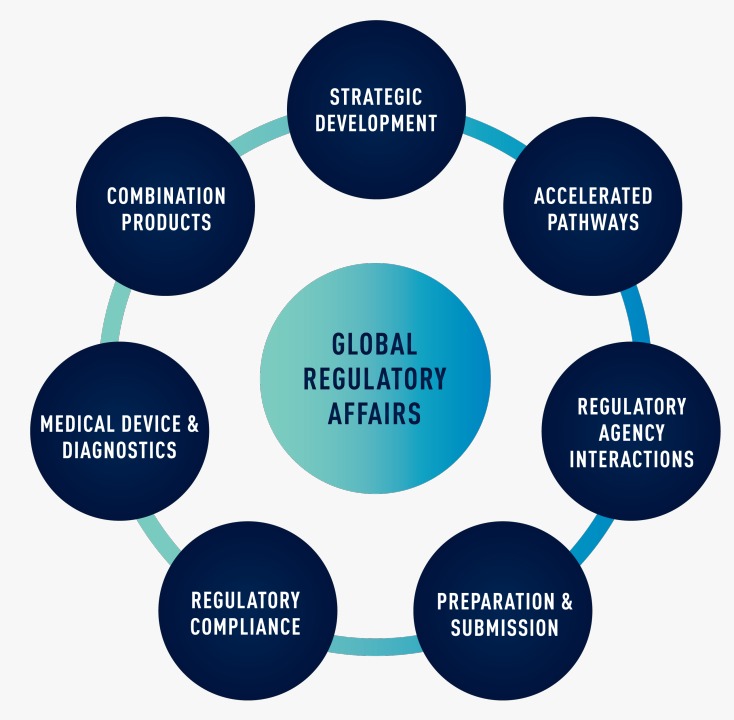 STRATEGIC
DEVELOPMENT
ACCELERATED
PATHWAYS
REGULATORY
AGENCY
INTERACTIONS
PREPARATION &
SUBMISSION
REGULATORY
COMPLIANCE
MEDICAL DEVICE &
DIAGNOSTICS
COMBINATION
PRODUCTS
GLOBAL
REGULATORY
AFFAIRS